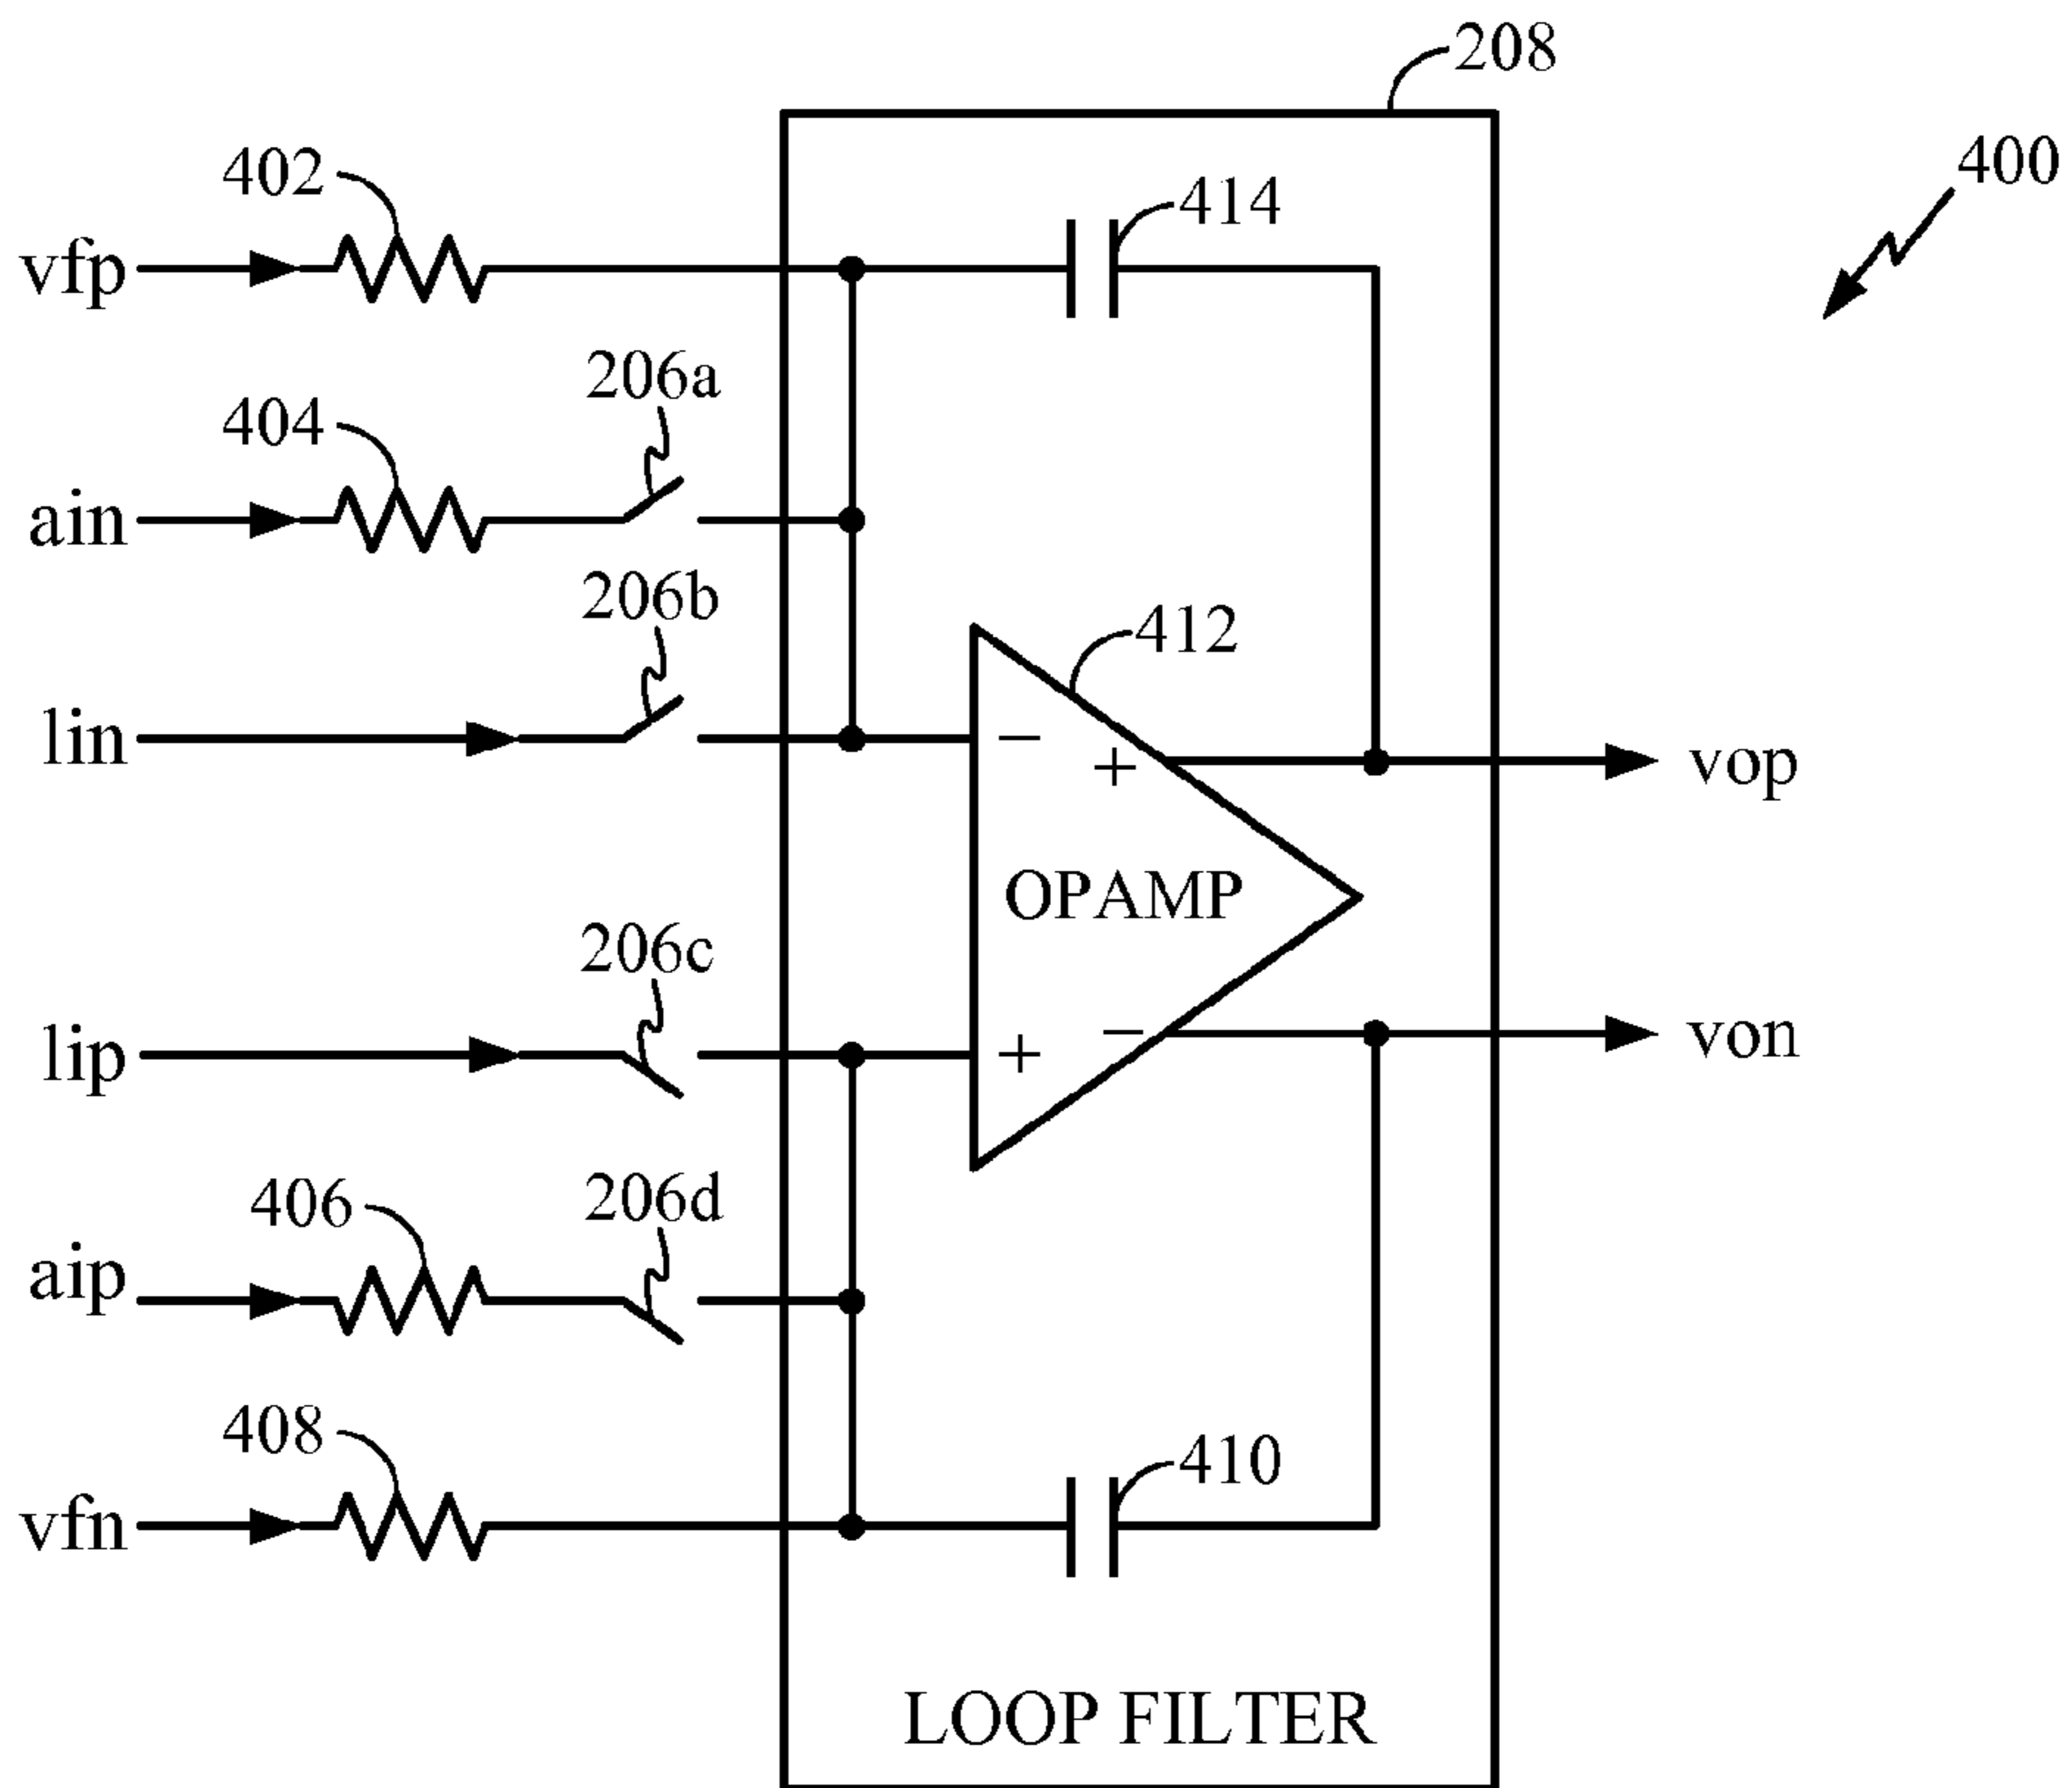 208
400
402
414
vfp
206a
404
ain
206b
412
lin
−
+
vop
OPAMP
206c
−
von
lip
+
406
206d
aip
408
410
vfn
LOOP FILTER